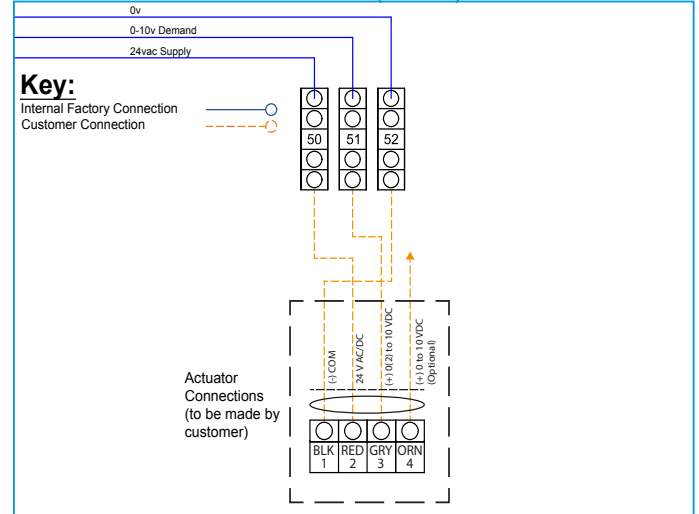 0v
0-10v Demand
24vac Supply
Key:
Internal Factory Connection
Customer Connection
50 51 52
(-) COM
24 V AC/DC
(+) 0(2) to 10 VDC
(+) 0 to 10 VDC
(Optional)
Actuator
Connections
(to be made by
customer)
BLK RED GRY ORN
1 2 3 4